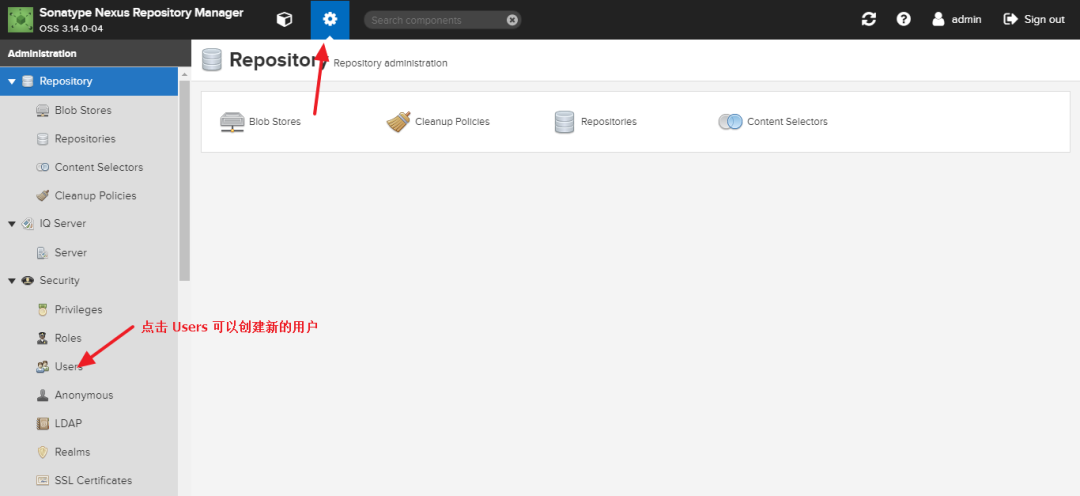 Sonatype Nexus Repository Manager
OSS 3.14.0-04
Search components
admin
Sign out
Administration
Repository
Blob Stores
Repositories
Content Selectors
Cleanup Policies
IQ Server
Server
Security
Privileges
Roles
Users
Anonymous
LDAP
Realms
SSL Certificates
Repository Repository administration
Blob Stores
Cleanup Policies
Repositories
Content Selectors
点击 Users 可以创建新的用户